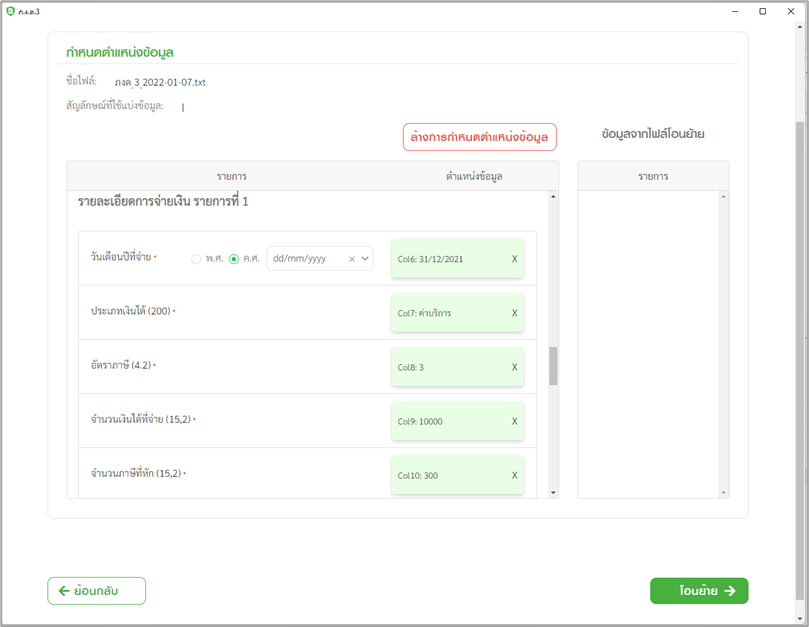 ภ.ง.ด.3
กำหนดตำแหน่งข้อมูล
ชื่อไฟล์: ภงด_3_2022-01-07.txt
สัญลักษณ์ที่ใช้แบ่งข้อมูล: |
ล้างการกำหนดตำแหน่งข้อมูล
ข้อมูลจากไฟล์โอนย้าย
รายการ ตำแหน่งข้อมูล
รายการ
รายละเอียดการจ่ายเงิน รายการที่ 1
วันเดือนปีที่จ่าย * พ.ศ. ค.ศ. dd/mm/yyyy Col6: 31/12/2021 X
ประเภทเงินได้ (200) * Col7: ค่าบริการ X
อัตราภาษี (4,2) * Col8: 3 X
จำนวนเงินได้ที่จ่าย (15,2) * Col9: 10000 X
จำนวนภาษีที่หัก (15,2) * Col10: 300 X
ย้อนกลับ
โอนย้าย